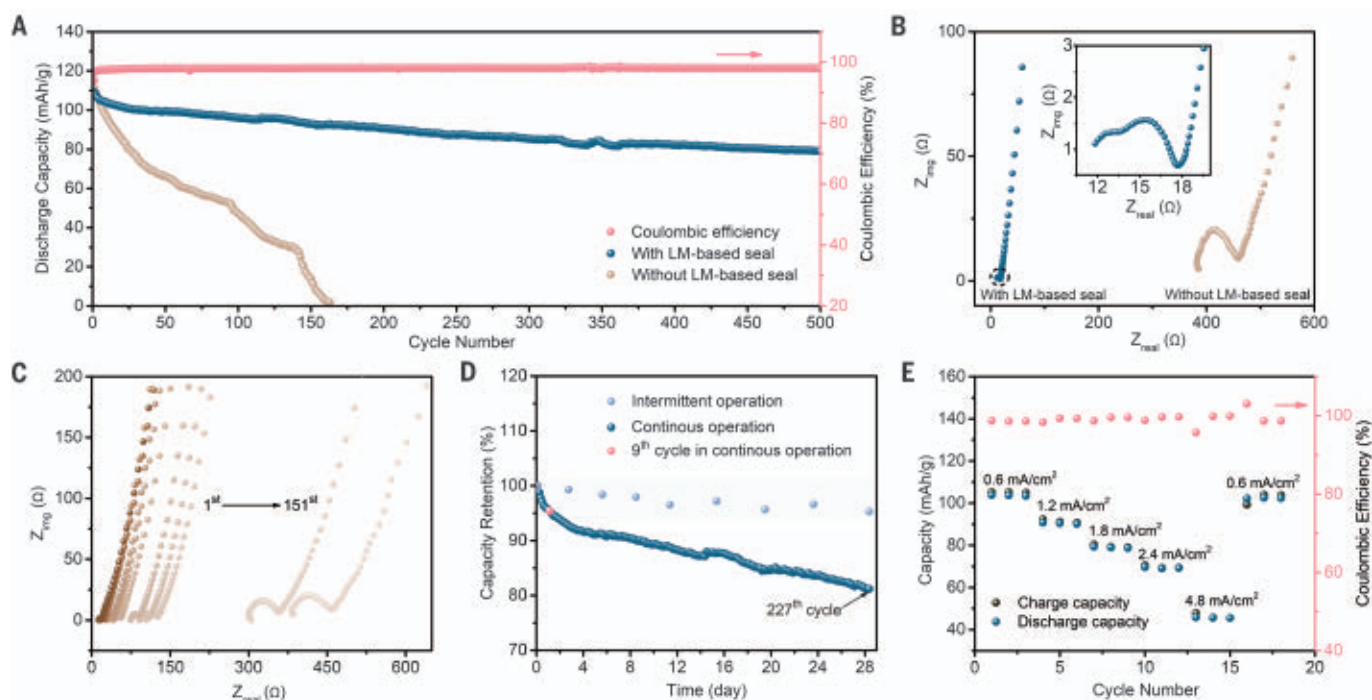 A
140
120
100
80
60
40
20
0
Discharge Capacity (mAh/g)
0
50
100
150
200
250
300
350
400
450
500
Cycle Number
100
80
60
40
20
Coulombic Efficiency (%)
Coulombic efficiency
With LM-based seal
Without LM-based seal
B
100
50
0
Zimg (Ω)
3
2
1
Zimg (Ω)
12
15
18
Zreal (Ω)
With LM-based seal
Without LM-based seal
0
200
400
600
Zreal (Ω)
C
200
150
100
50
0
Zimg (Ω)
1st
151st
0
150
300
450
600
Zreal (Ω)
D
120
110
100
90
80
70
Capacity Retention (%)
Intermittent operation
Continous operation
9th cycle in continous operation
227th cycle
0
4
8
12
16
20
24
28
Time (day)
E
160
140
120
100
80
60
40
Capacity (mAh/g)
0.6 mA/cm2
1.2 mA/cm2
1.8 mA/cm2
2.4 mA/cm2
4.8 mA/cm2
0.6 mA/cm2
Charge capacity
Discharge capacity
0
5
10
15
20
Cycle Number
100
80
60
40
Coulombic Efficiency (%)